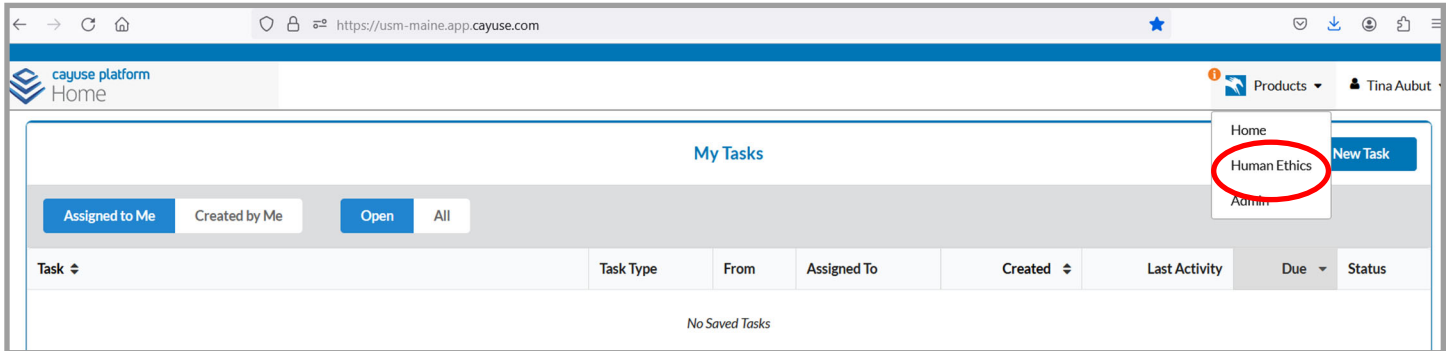 https://usm-maine.app.cayuse.com
cayuse platform
Home
Products
Tina Aubut
Home
Human Ethics
Admin
My Tasks
New Task
Assigned to Me Created by Me Open All
Task Task Type From Assigned To Created Last Activity Due Status
No Saved Tasks